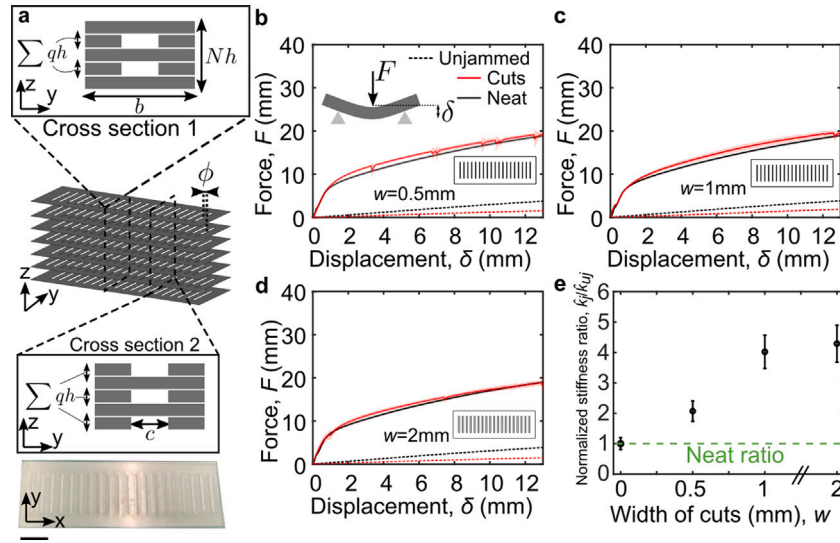 a
∑ qh
Nh
b
z
y
Cross section 1
ϕ
z
y
Cross section 2
∑ qh
z
y
c
y
x
b
Force, F (mm)
40
30
20
10
0
Unjammed
Cuts
Neat
F
δ
w=0.5mm
0 2 4 6 8 10 12
Displacement, δ (mm)
c
Force, F (mm)
40
30
20
10
0
w=1mm
0 2 4 6 8 10 12
Displacement, δ (mm)
d
Force, F (mm)
40
30
20
10
0
w=2mm
0 2 4 6 8 10 12
Displacement, δ (mm)
e
Normalized stiffness ratio, k̂j/k̂uj
6
5
4
3
2
1
0
Neat ratio
0 0.5 1 2
Width of cuts (mm), w